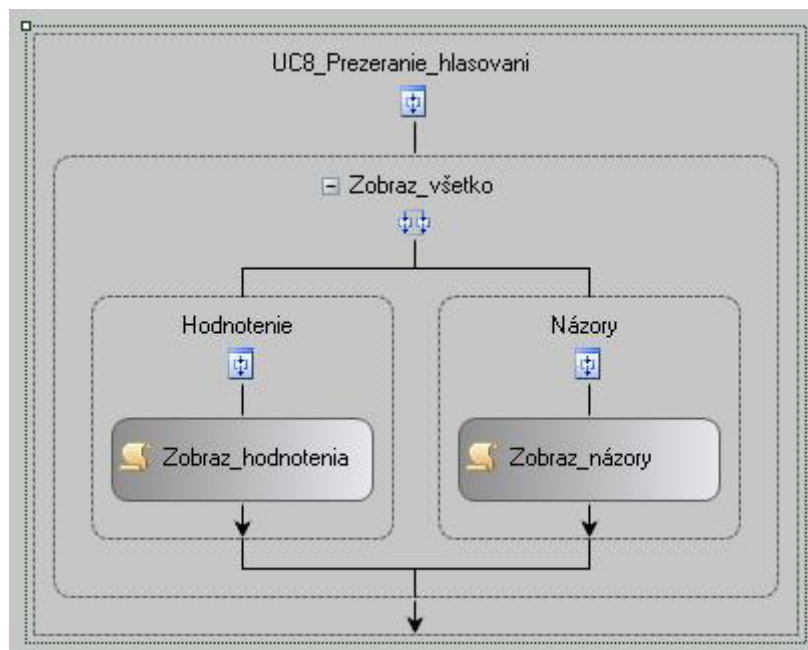 UC8_Prezeranie_hlasovani
Zobraz_všetko
Hodnotenie
Názory
Zobraz_hodnotenia
Zobraz_názory